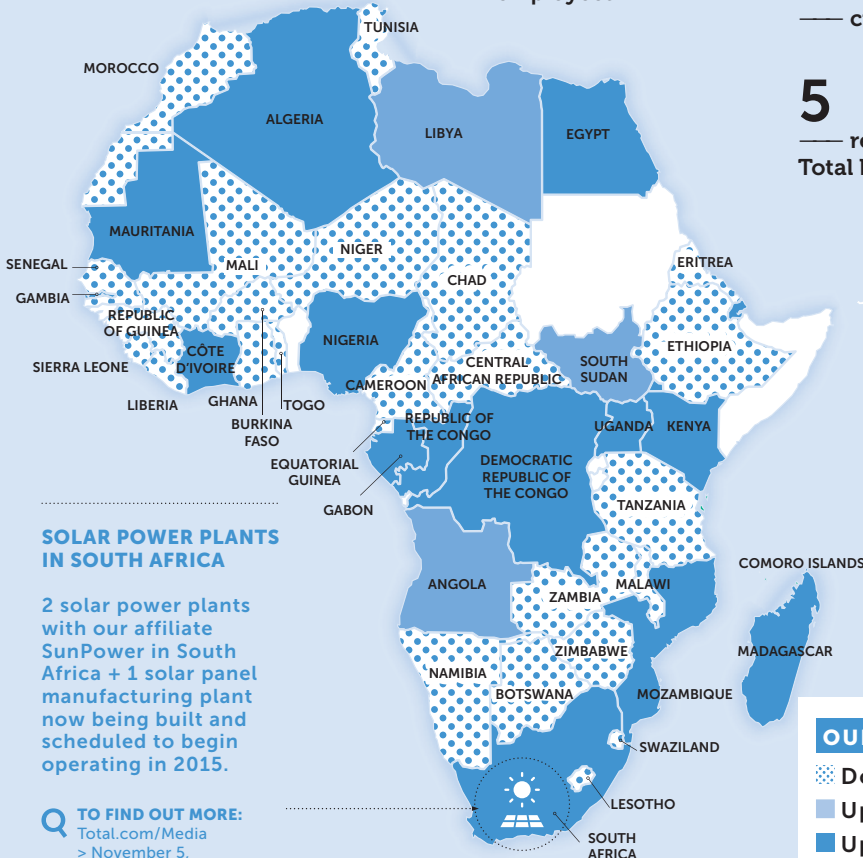 TUNISIA
MOROCCO
ALGERIA
LIBYA
EGYPT
5
Total
MAURITANIA
MALI
NIGER
CHAD
ERITREA
SENEGAL
GAMBIA
REPUBLIC
OF GUINEA
NIGERIA
CÔTE
D'IVOIRE
SIERRA LEONE
LIBERIA
GHANA
TOGO
BURKINA
FASO
CAMEROON
CENTRAL
AFRICAN REPUBLIC
SOUTH
SUDAN
ETHIOPIA
REPUBLIC OF
THE CONGO
UGANDA
KENYA
EQUATORIAL
GUINEA
GABON
DEMOCRATIC
REPUBLIC OF
THE CONGO
TANZANIA
COMORO ISLANDS
ANGOLA
ZAMBIA
MALAWI
ZIMBABWE
MADAGASCAR
NAMIBIA
BOTSWANA
MOZAMBIQUE
SWAZILAND
LESOTHO
SOUTH
AFRICA
SOLAR POWER PLANTS
IN SOUTH AFRICA
2 solar power plants
with our affiliate
SunPower in South
Africa + 1 solar panel
manufacturing plant
now being built and
scheduled to begin
operating in 2015.
TO FIND OUT MORE:
Total.com/Media
> November 5,